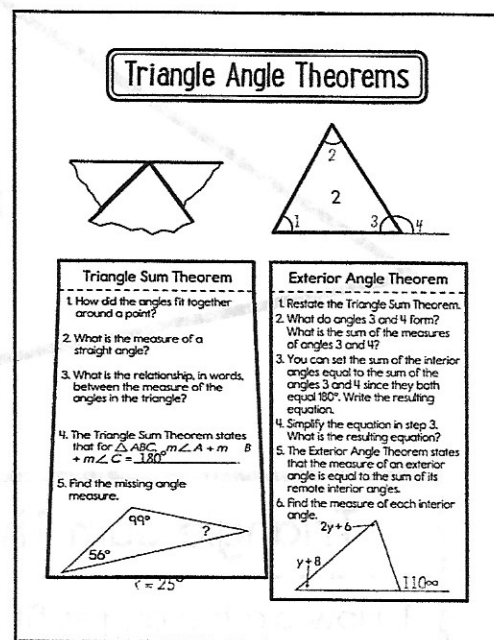 Triangle Angle Theorems
2
2
1
3
4
Triangle Sum Theorem
1. How did the angles fit together
around a point?
2. What is the measure of a
straight angle?
3. What is the relationship, in words,
between the measure of the
angles in the triangle?
4. The Triangle Sum Theorem states
that for △ ABC, m∠A + m B
+ m∠C = 180°
5. Find the missing angle
measure.
99°
?
56°
= 25°
Exterior Angle Theorem
1. Restate the Triangle Sum Theorem.
2. What do angles 3 and 4 form?
What is the sum of the measures
of angles 3 and 4?
3. You can set the sum of the interior
angles equal to the sum of the
angles 3 and 4 since they both
equal 180°. Write the resulting
equation.
4. Simplify the equation in step 3.
What is the resulting equation?
5. The Exterior Angle Theorem states
that the measure of an exterior
angle is equal to the sum of its
remote interior angles.
6. Find the measure of each interior
angle.
2y+6
y+8
110